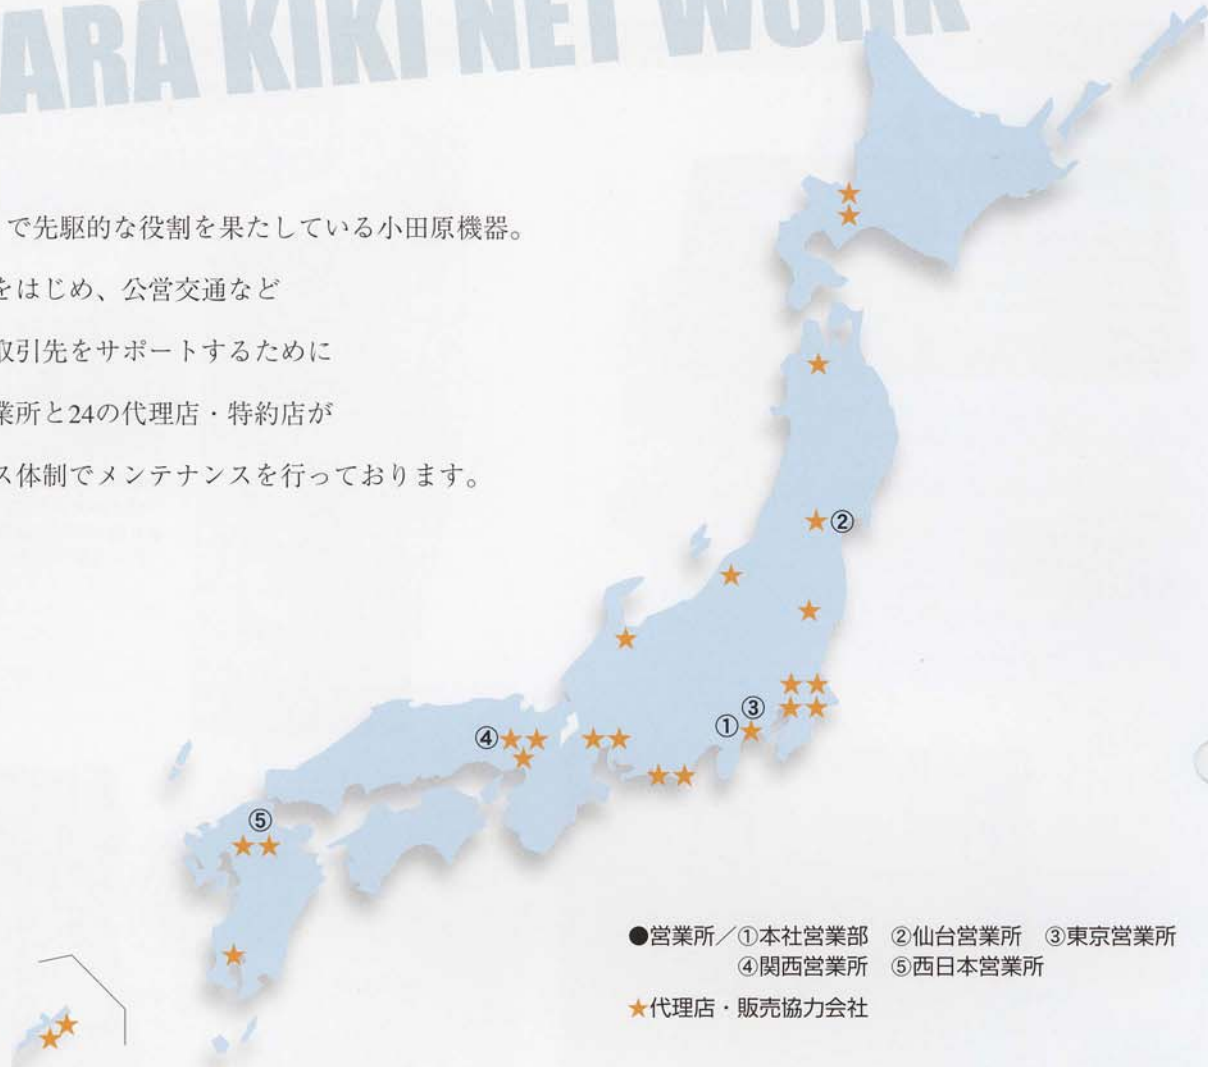 ARA KIKI NET WORK
で先駆的な役割を果たしている小田原機器。
をはじめ、公営交通など
取引先をサポートするために
業所と24の代理店・特約店が
ス体制でメンテナンスを行っております。
②
③
①
④
⑤
●営業所／①本社営業部 ②仙台営業所 ③東京営業所
④関西営業所 ⑤西日本営業所
★代理店・販売協力会社